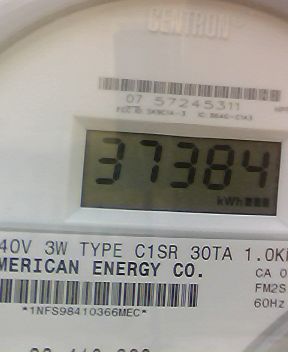 CENTRON
07 57245311
37384
kWh
40V 3W TYPE C1SR 30TA 1.0K
MERICAN ENERGY CO.
CA 0
FM2S
60Hz
*1NFS98410366MEC*